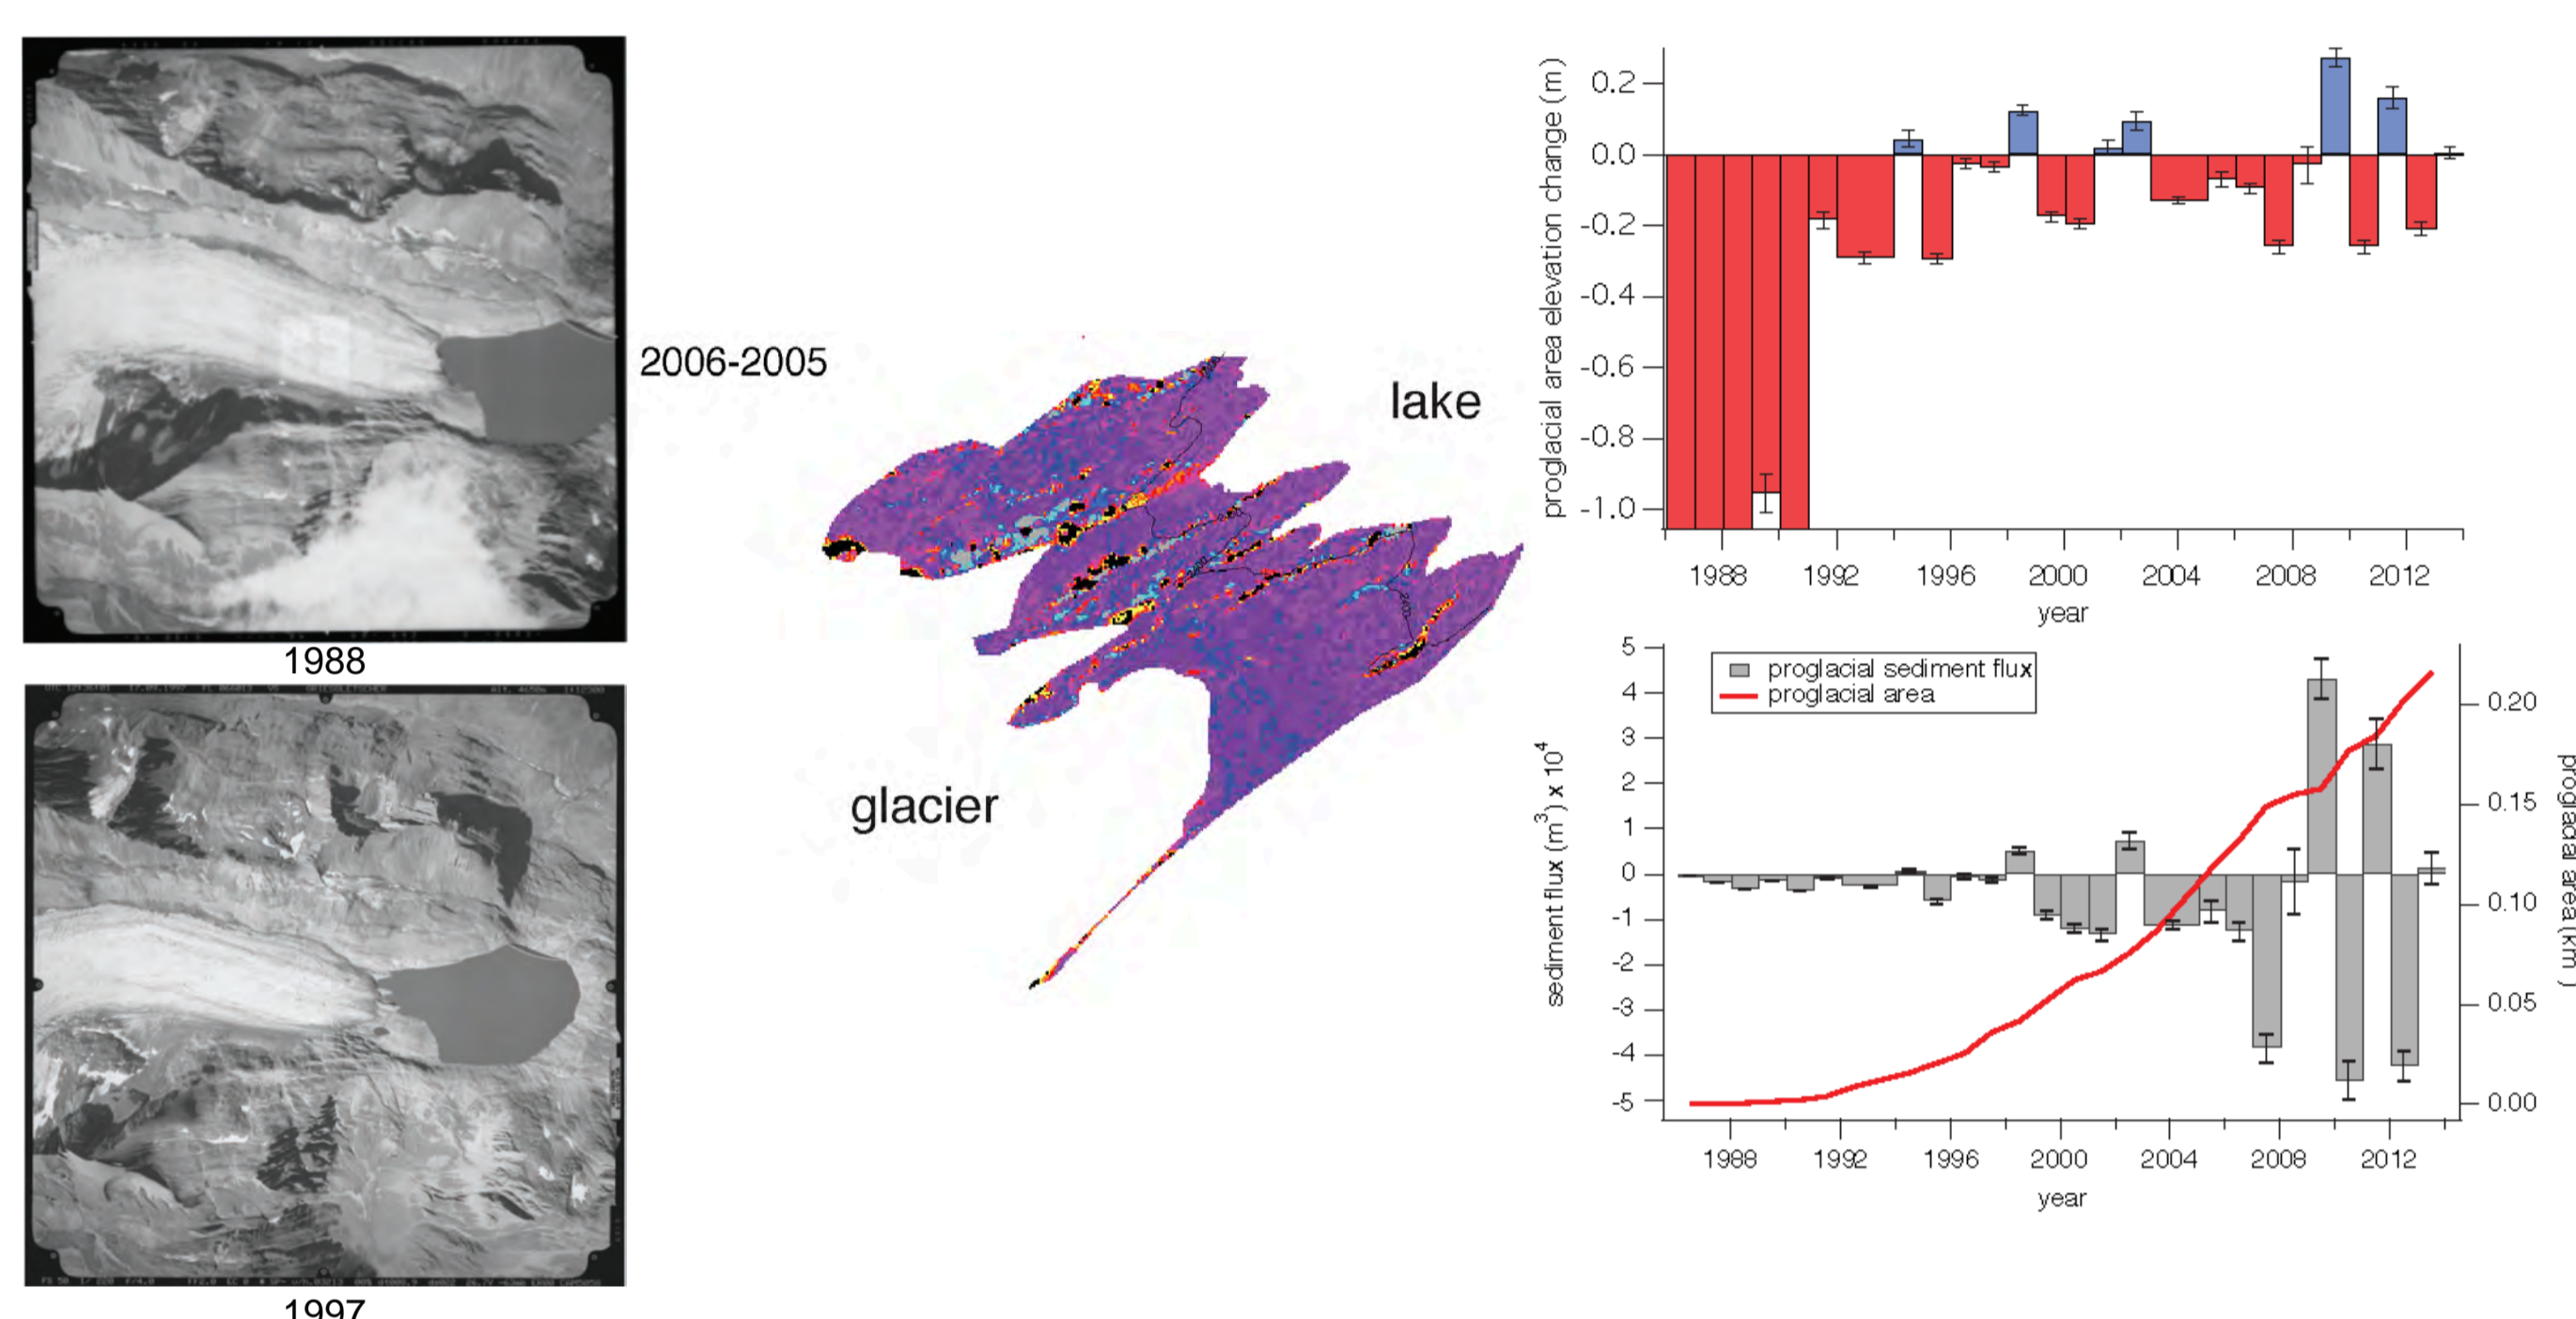 1988
1997
2006-2005
lake
glacier
2400
proglacial area elevation change (m)
0.2
0.0
-0.2
-0.4
-0.6
-0.8
-1.0
1988 1992 1996 2000 2004 2008 2012
year
proglacial sediment flux
proglacial area
sediment flux (m3) x 104
5
4
3
2
1
0
-1
-2
-3
-4
-5
0.20
0.15
0.10
0.05
0.00
proglacial area (km )
1988 1992 1996 2000 2004 2008 2012
year